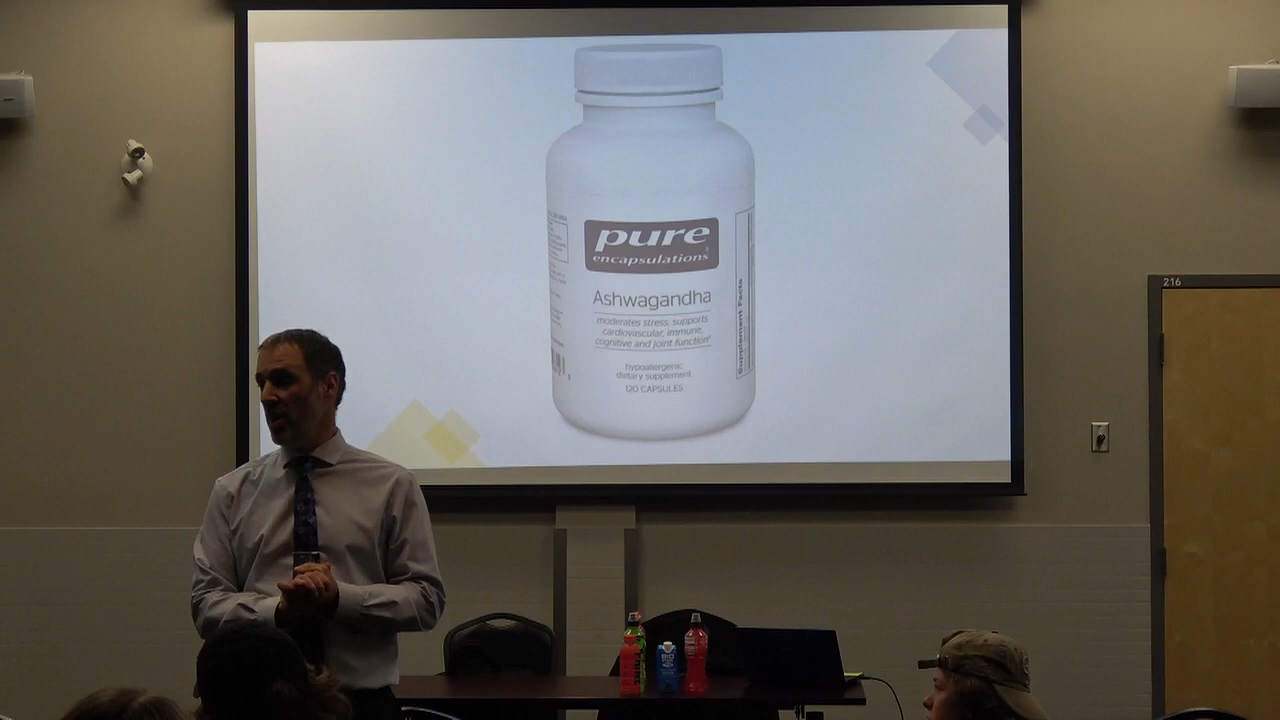 216
pure
encapsulations®
Ashwagandha
moderates stress, supports
cardiovascular, immune,
cognitive and joint function‡
hypoallergenic
dietary supplement
120 CAPSULES
Supplement Facts